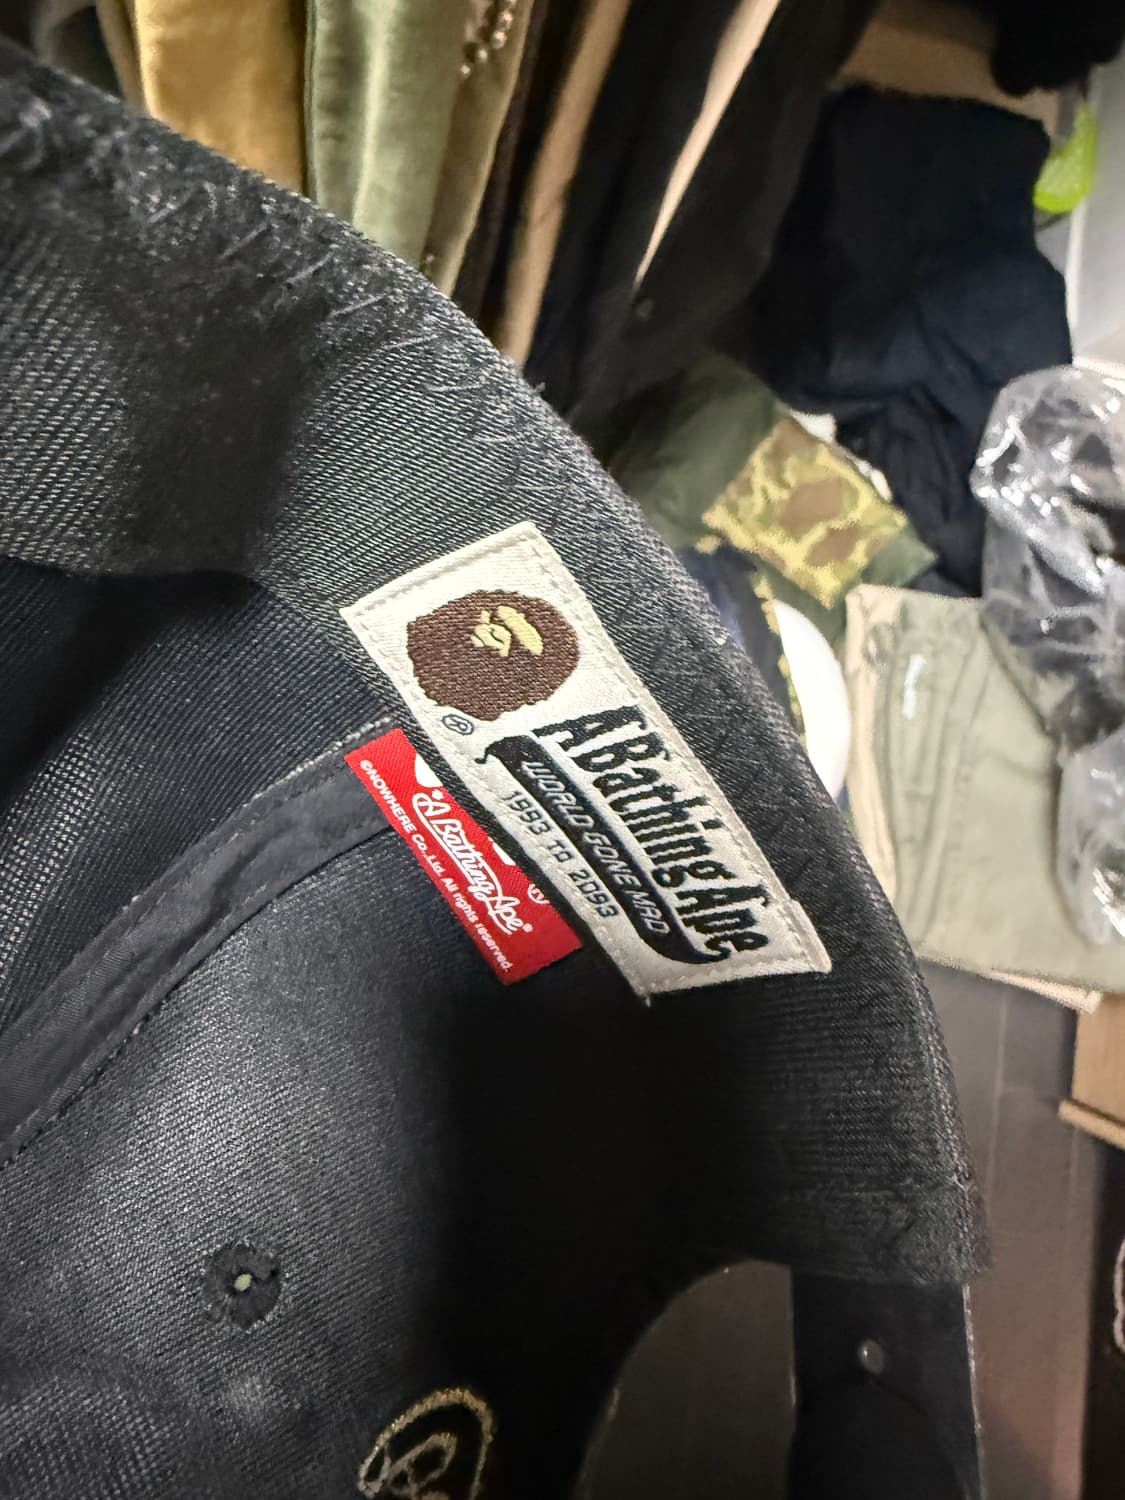 A Bathing Ape
WORLD GONE MAD
1993 TO 2093
®
A Bathing Ape®
©NOWHERE Co., Ltd. All rights reserved.